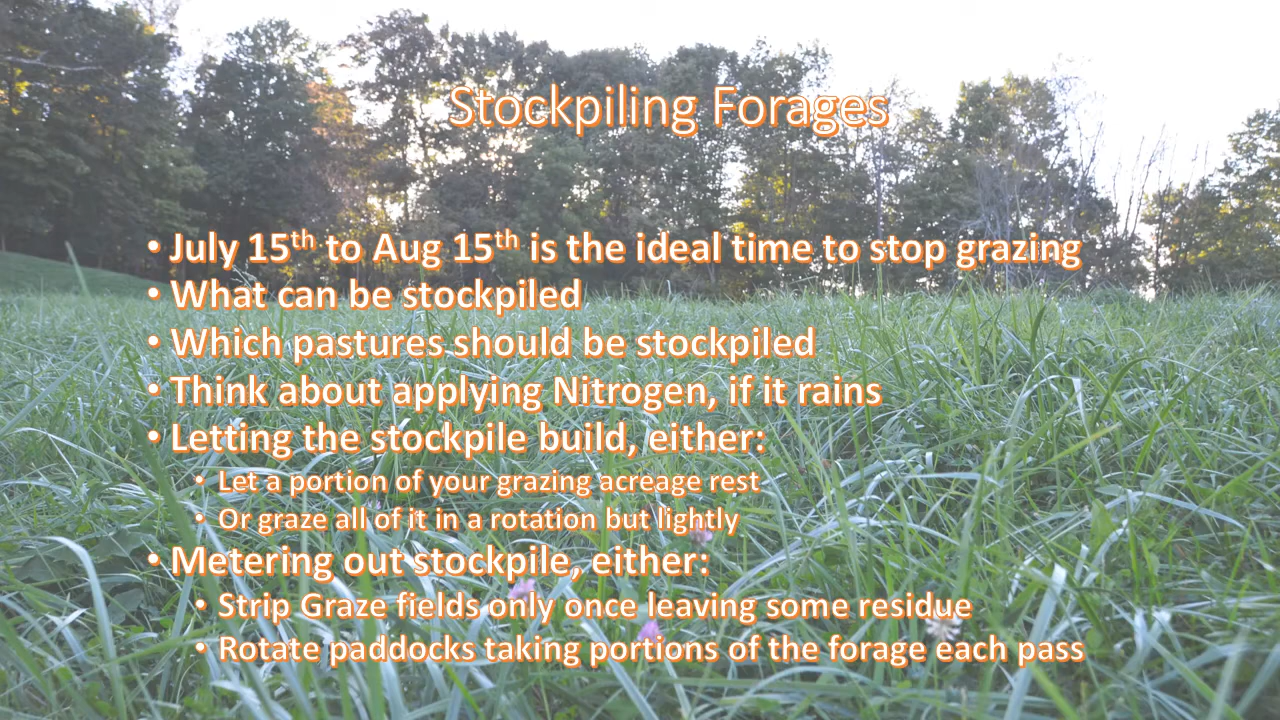 Stockpiling Forages
• July 15th to Aug 15th is the ideal time to stop grazing
• What can be stockpiled
• Which pastures should be stockpiled
• Think about applying Nitrogen, if it rains
• Letting the stockpile build, either:
• Let a portion of your grazing acreage rest
• Or graze all of it in a rotation but lightly
• Metering out stockpile, either:
• Strip Graze fields only once leaving some residue
• Rotate paddocks taking portions of the forage each pass